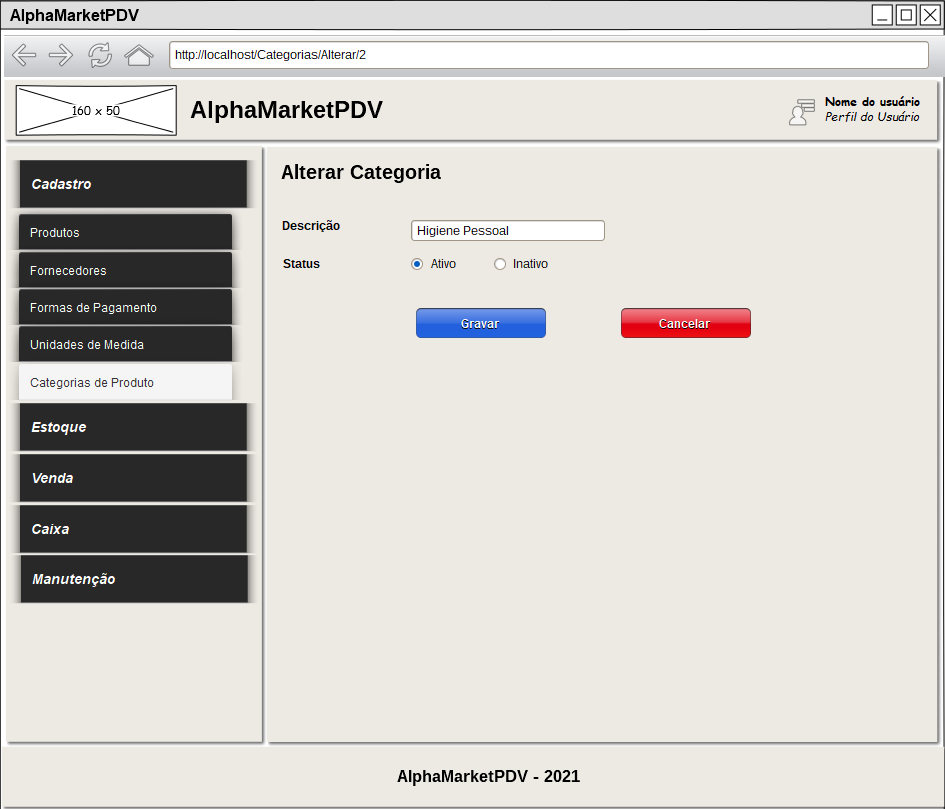 AlphaMarketPDV
http://localhost/Categorias/Alterar/2
160 x 50
AlphaMarketPDV
Nome do usuário
Perfil do Usuário
Cadastro
Produtos
Fornecedores
Formas de Pagamento
Unidades de Medida
Categorias de Produto
Estoque
Venda
Caixa
Manutenção
Alterar Categoria
Descrição Higiene Pessoal
Status Ativo Inativo
Gravar Cancelar
AlphaMarketPDV - 2021